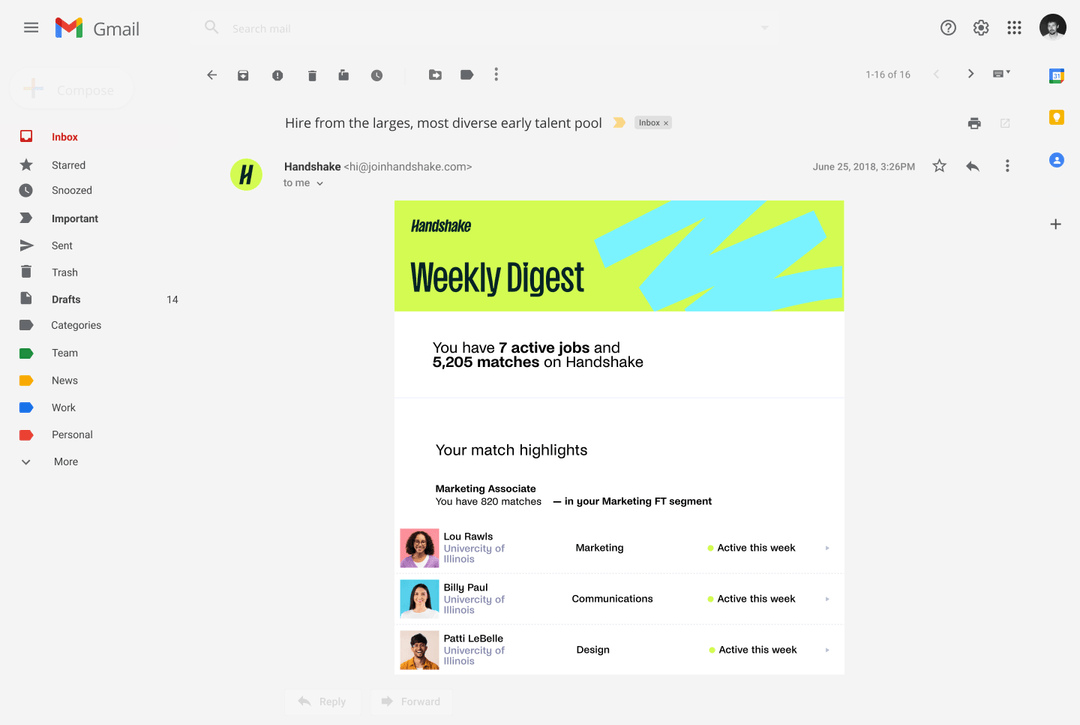 Gmail
Search mail
Compose
1-16 of 16
31
Hire from the larges, most diverse early talent pool
Inbox ×
Inbox
Starred
Snoozed
Important
Sent
Trash
Drafts 14
Categories
Team
News
Work
Personal
More
H
Handshake <hi@joinhandshake.com>
to me
June 25, 2018, 3:26PM
Handshake
Weekly Digest
You have 7 active jobs and
5,205 matches on Handshake
Your match highlights
Marketing Associate
You have 820 matches — in your Marketing FT segment
Lou Rawls
Univercity of
Illinois
Marketing
Active this week
Billy Paul
Univercity of
Illinois
Communications
Active this week
Patti LeBelle
Univercity of
Illinois
Design
Active this week
Reply
Forward